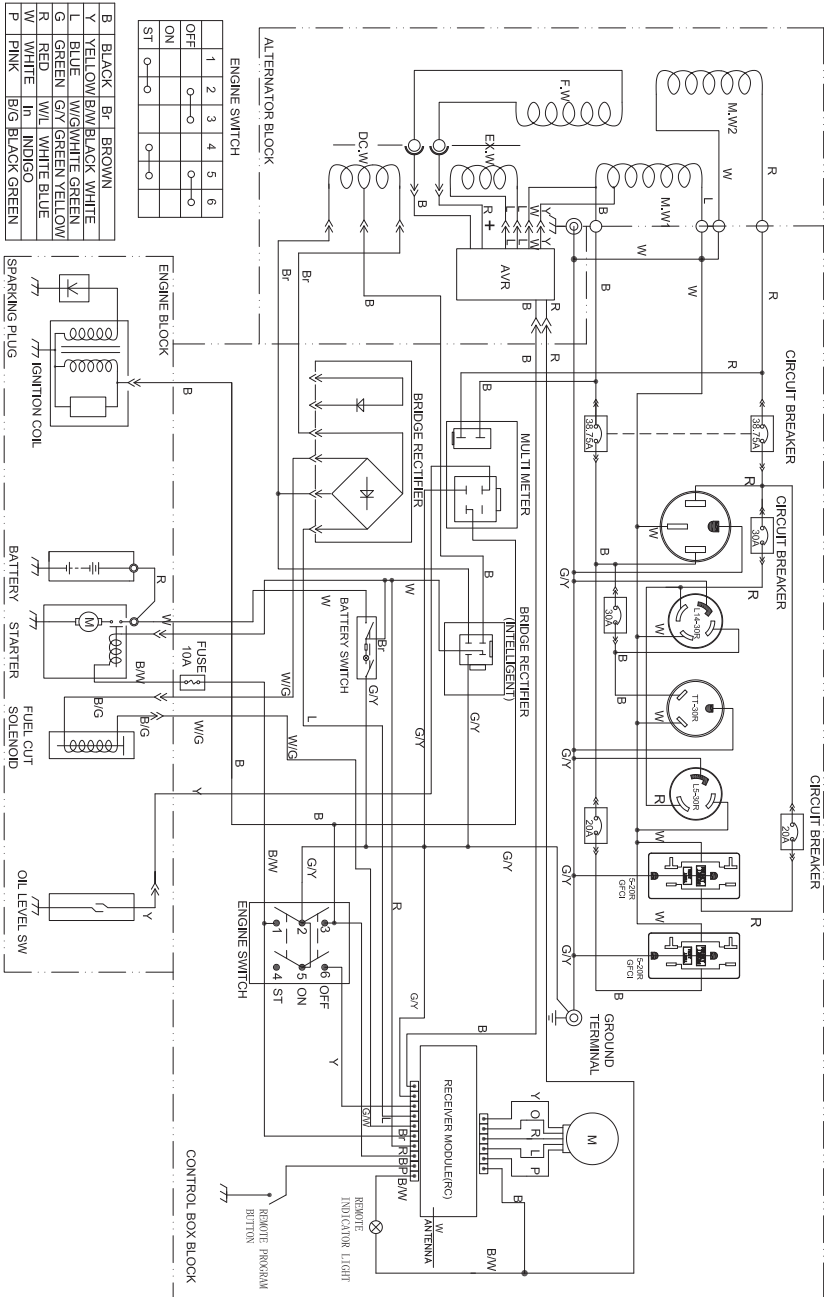 ALTERNATOR BLOCK
M.W2
M.W1
F.W
EX.W
DC.W
R
W
L
B
Y
W
L
L
R
+
B
Y
W
L
L
AVR
R
B
R
B
W
W
B
R
B
Br
Br
B
CIRCUIT BREAKER
38.75A
38.75A
CIRCUIT BREAKER
30A
30A
CIRCUIT BREAKER
20A
20A
R
W
B
G/Y
L14-30R
R
W
B
TT-30R
W
B
G/Y
L5-30R
R
W
5-20R
GFCI
G/Y
R
W
5-20R
GFCI
G/Y
B
GROUND
TERMINAL
MULTI METER
BRIDGE RECTIFIER
BRIDGE RECTIFIER
(INTELLIGENT)
B
G/Y
W
W
Br
G/Y
BATTERY SWITCH
G/Y
L
W/G
W/G
W/G
B
Y
B
B/W
G/Y
G/Y
R
G/Y
B
ENGINE SWITCH
3
2
1
6
5
4
OFF
ON
ST
Y
G/W
L
Br
R
B
P
B/W
RECEIVER MODULE(RC)
Y
O
R
L
P
B
M
W
ANTENNA
B/W
REMOTE
INDICATOR LIGHT
REMOTE PROGRAM
BUTTON
CONTROL BOX BLOCK
ENGINE BLOCK
SPARKING PLUG
IGNITION COIL
B
BATTERY
R
STARTER
M
W
B/W
FUSE
10A
FUEL CUT
SOLENOID
B/G
B/G
OIL LEVEL SW
Y
ENGINE SWITCH
1 2 3 4 5 6
OFF
ON
ST
B BLACK Br BROWN
Y YELLOW B/W BLACK WHITE
L BLUE W/G WHITE GREEN
G GREEN G/Y GREEN YELLOW
R RED W/L WHITE BLUE
W WHITE In INDIGO
P PINK B/G BLACK GREEN